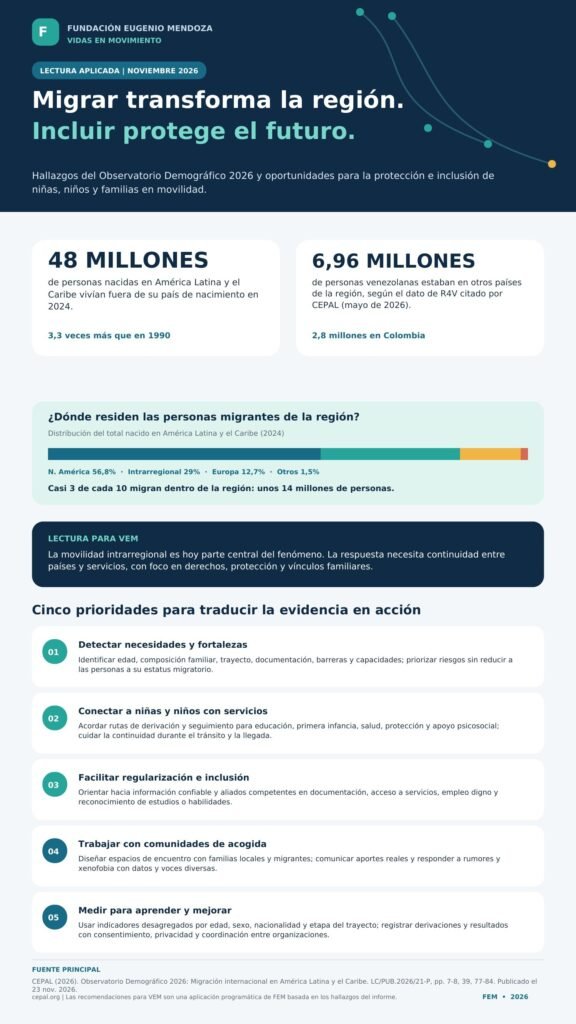 F
FUNDACIÓN EUGENIO MENDOZA
VIDAS EN MOVIMIENTO
LECTURA APLICADA | NOVIEMBRE 2026
Migrar transforma la región.
Incluir protege el futuro.
Hallazgos del Observatorio Demográfico 2026 y oportunidades para la protección e inclusión de
niñas, niños y familias en movilidad.
48 MILLONES
de personas nacidas en América Latina y el
Caribe vivían fuera de su país de nacimiento en
2024.
3,3 veces más que en 1990
6,96 MILLONES
de personas venezolanas estaban en otros países
de la región, según el dato de R4V citado por
CEPAL (mayo de 2026).
2,8 millones en Colombia
¿Dónde residen las personas migrantes de la región?
Distribución del total nacido en América Latina y el Caribe (2024)
N. América 56,8% · Intrarregional 29% · Europa 12,7% · Otros 1,5%
Casi 3 de cada 10 migran dentro de la región: unos 14 millones de personas.
LECTURA PARA VEM
La movilidad intrarregional es hoy parte central del fenómeno. La respuesta necesita continuidad entre
países y servicios, con foco en derechos, protección y vínculos familiares.
Cinco prioridades para traducir la evidencia en acción
01
Detectar necesidades y fortalezas
Identificar edad, composición familiar, trayecto, documentación, barreras y capacidades; priorizar riesgos sin reducir a
las personas a su estatus migratorio.
02
Conectar a niñas y niños con servicios
Acordar rutas de derivación y seguimiento para educación, primera infancia, salud, protección y apoyo psicosocial;
cuidar la continuidad durante el tránsito y la llegada.
03
Facilitar regularización e inclusión
Orientar hacia información confiable y aliados competentes en documentación, acceso a servicios, empleo digno y
reconocimiento de estudios o habilidades.
04
Trabajar con comunidades de acogida
Diseñar espacios de encuentro con familias locales y migrantes; comunicar aportes reales y responder a rumores y
xenofobia con datos y voces diversas.
05
Medir para aprender y mejorar
Usar indicadores desagregados por edad, sexo, nacionalidad y etapa del trayecto; registrar derivaciones y resultados
con consentimiento, privacidad y coordinación entre organizaciones.
FUENTE PRINCIPAL
CEPAL (2026). Observatorio Demográfico 2026: Migración internacional en América Latina y el Caribe. LC/PUB.2026/21-P, pp. 7-8, 39, 77-84. Publicado el
23 nov. 2026.
cepal.org | Las recomendaciones para VEM son una aplicación programática de FEM basada en los hallazgos del informe.
FEM • 2026